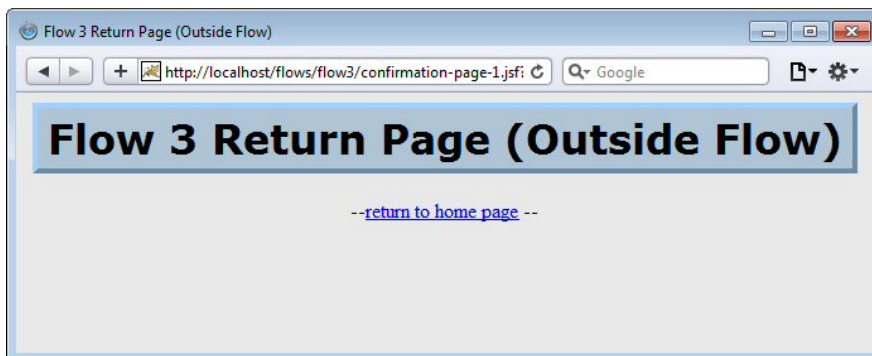 Flow 3 Return Page (Outside Flow)
http://localhost/flows/flow3/confirmation-page-1.jsf
Google
Flow 3 Return Page (Outside Flow)
--return to home page --